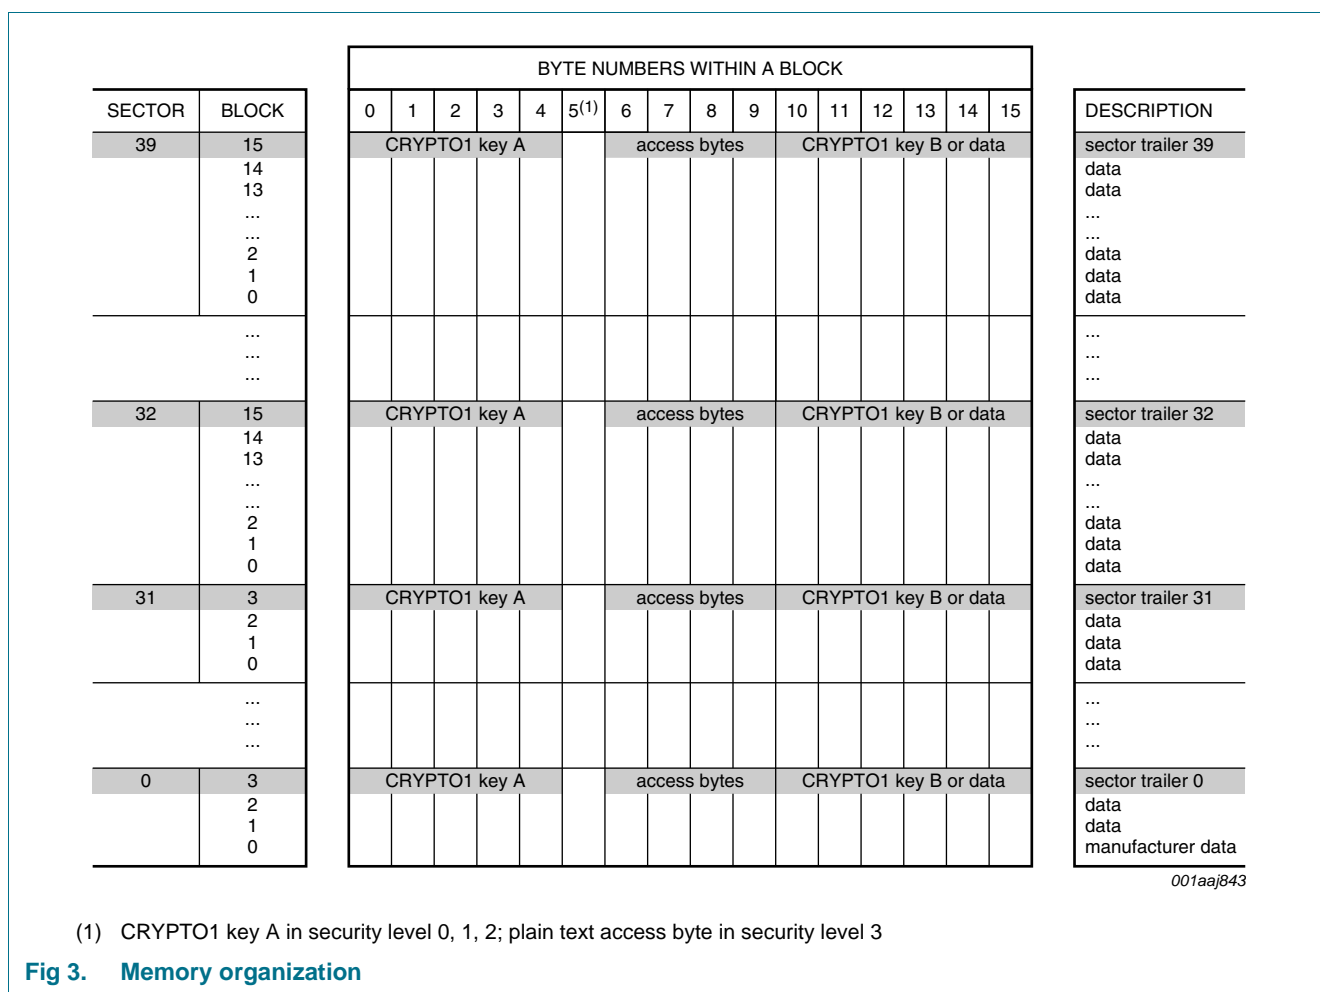 BYTE NUMBERS WITHIN A BLOCK
SECTOR BLOCK 0 1 2 3 4 5(1) 6 7 8 9 10 11 12 13 14 15 DESCRIPTION
39 15 CRYPTO1 key A access bytes CRYPTO1 key B or data sector trailer 39
14 data
13 data
... ...
... ...
2 data
1 data
0 data
... ...
... ...
... ...
32 15 CRYPTO1 key A access bytes CRYPTO1 key B or data sector trailer 32
14 data
13 data
... ...
... ...
2 data
1 data
0 data
31 3 CRYPTO1 key A access bytes CRYPTO1 key B or data sector trailer 31
2 data
1 data
0 data
... ...
... ...
... ...
0 3 CRYPTO1 key A access bytes CRYPTO1 key B or data sector trailer 0
2 data
1 data
0 manufacturer data
001aaj843
(1) CRYPTO1 key A in security level 0, 1, 2; plain text access byte in security level 3
Fig 3. Memory organization